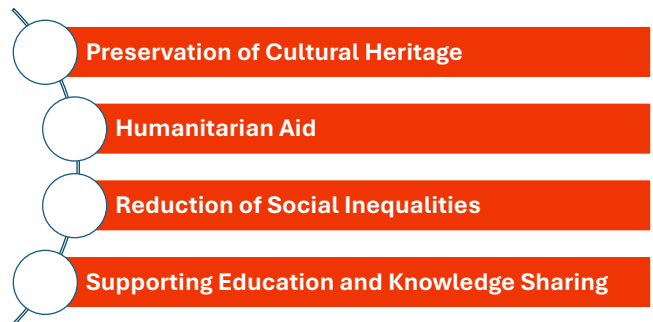 Preservation of Cultural Heritage
Humanitarian Aid
Reduction of Social Inequalities
Supporting Education and Knowledge Sharing